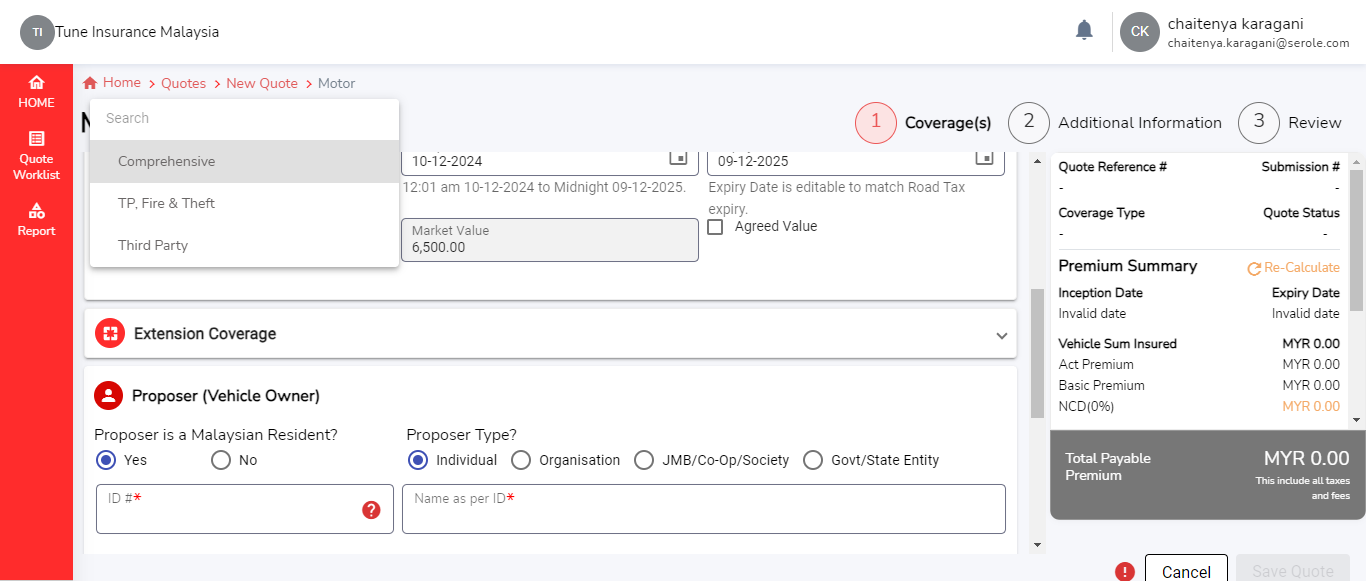 TI
Tune Insurance Malaysia
CK
chaitenya karagani
chaitenya.karagani@serole.com
HOME
Quote
Worklist
Report
Home > Quotes > New Quote > Motor
Search
Comprehensive
TP, Fire & Theft
Third Party
1 Coverage(s)
2 Additional Information
3 Review
10-12-2024
09-12-2025
12:01 am 10-12-2024 to Midnight 09-12-2025.
Expiry Date is editable to match Road Tax
expiry.
Market Value
6,500.00
Agreed Value
Extension Coverage
Proposer (Vehicle Owner)
Proposer is a Malaysian Resident?
Yes
No
Proposer Type?
Individual
Organisation
JMB/Co-Op/Society
Govt/State Entity
ID #*
Name as per ID*
Quote Reference # Submission #
- -
Coverage Type Quote Status
- -
Premium Summary Re-Calculate
Inception Date Expiry Date
Invalid date Invalid date
Vehicle Sum Insured MYR 0.00
Act Premium MYR 0.00
Basic Premium MYR 0.00
NCD(0%) MYR 0.00
Total Payable
Premium
MYR 0.00
This include all taxes
and fees
Cancel
Save Quote